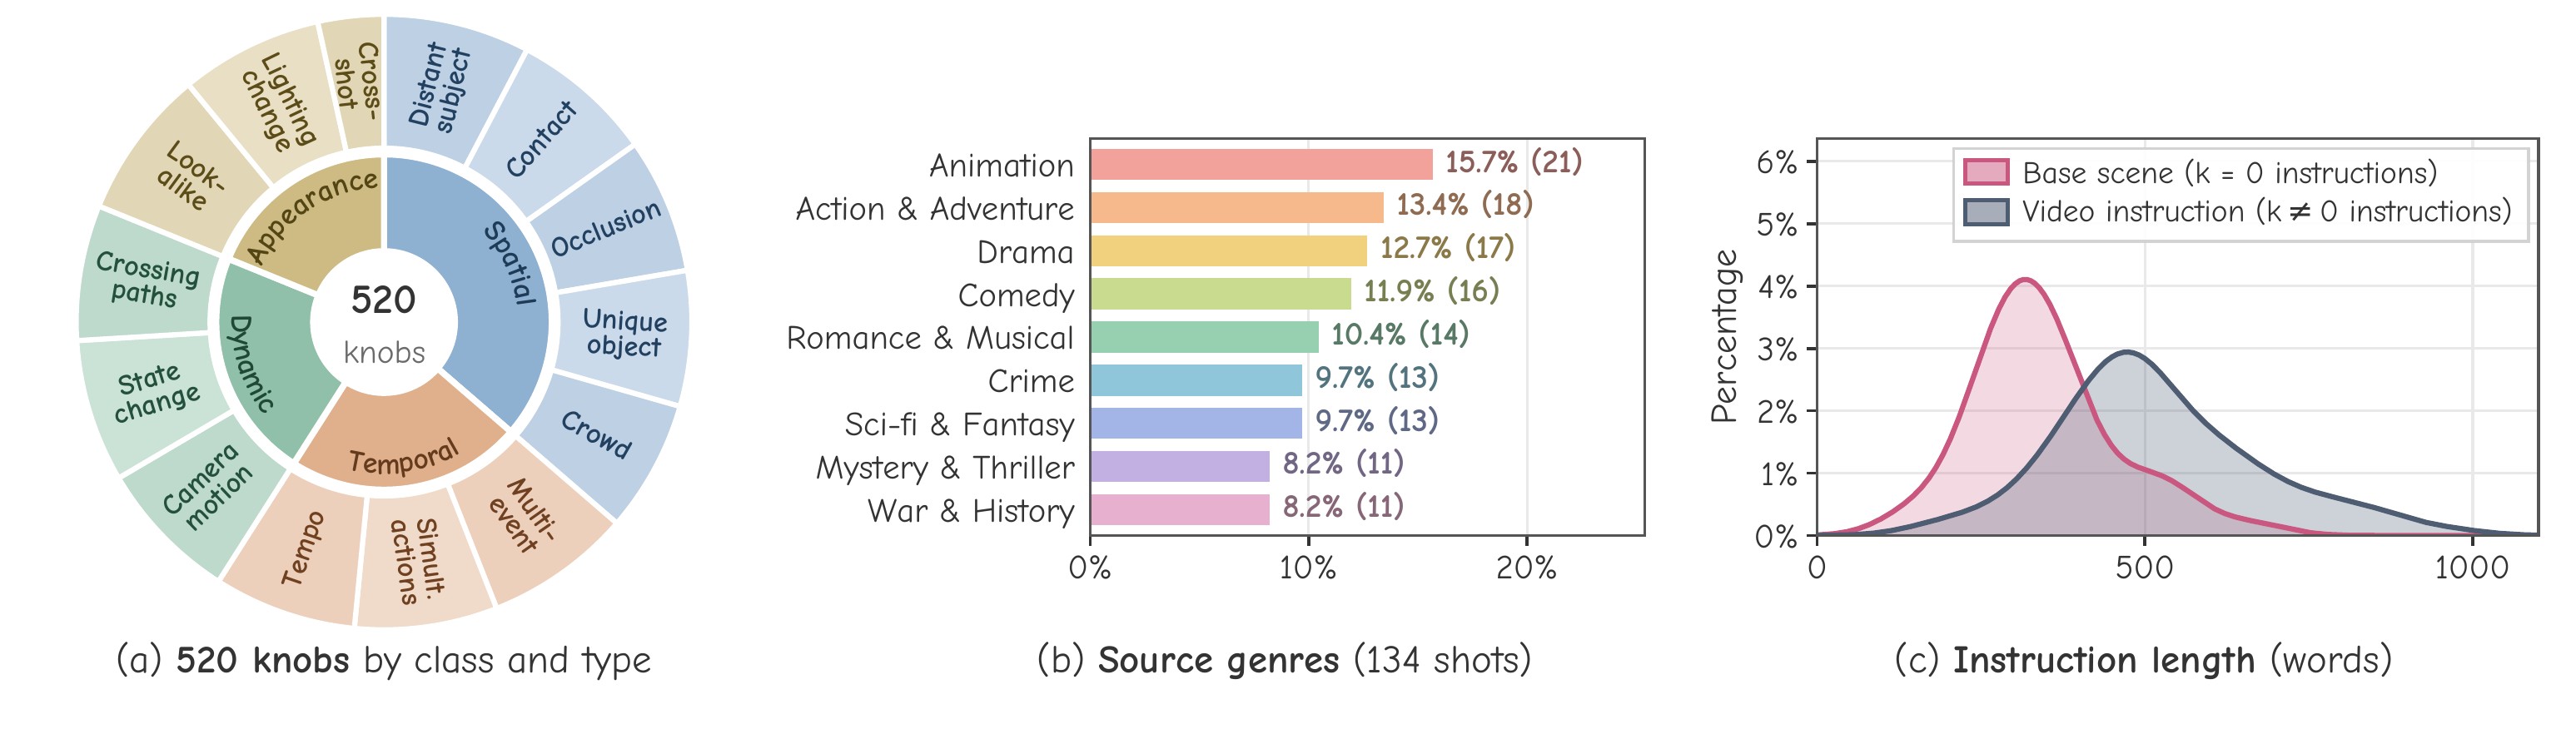 Cross-
shot
Distant
subject
Contact
Occlusion
Unique
object
Crowd
Multi-
event
Simult.
actions
Tempo
Camera
motion
State
change
Crossing
paths
Look-
alike
Lighting
change
Appearance
Spatial
Temporal
Dynamic
520
knobs
(a) 520 knobs by class and type
Animation 15.7% (21)
Action & Adventure 13.4% (18)
Drama 12.7% (17)
Comedy 11.9% (16)
Romance & Musical 10.4% (14)
Crime 9.7% (13)
Sci-fi & Fantasy 9.7% (13)
Mystery & Thriller 8.2% (11)
War & History 8.2% (11)
0% 10% 20%
(b) Source genres (134 shots)
Percentage
6%
5%
4%
3%
2%
1%
0%
Base scene (k = 0 instructions)
Video instruction (k ≠ 0 instructions)
0 500 1000
(c) Instruction length (words)